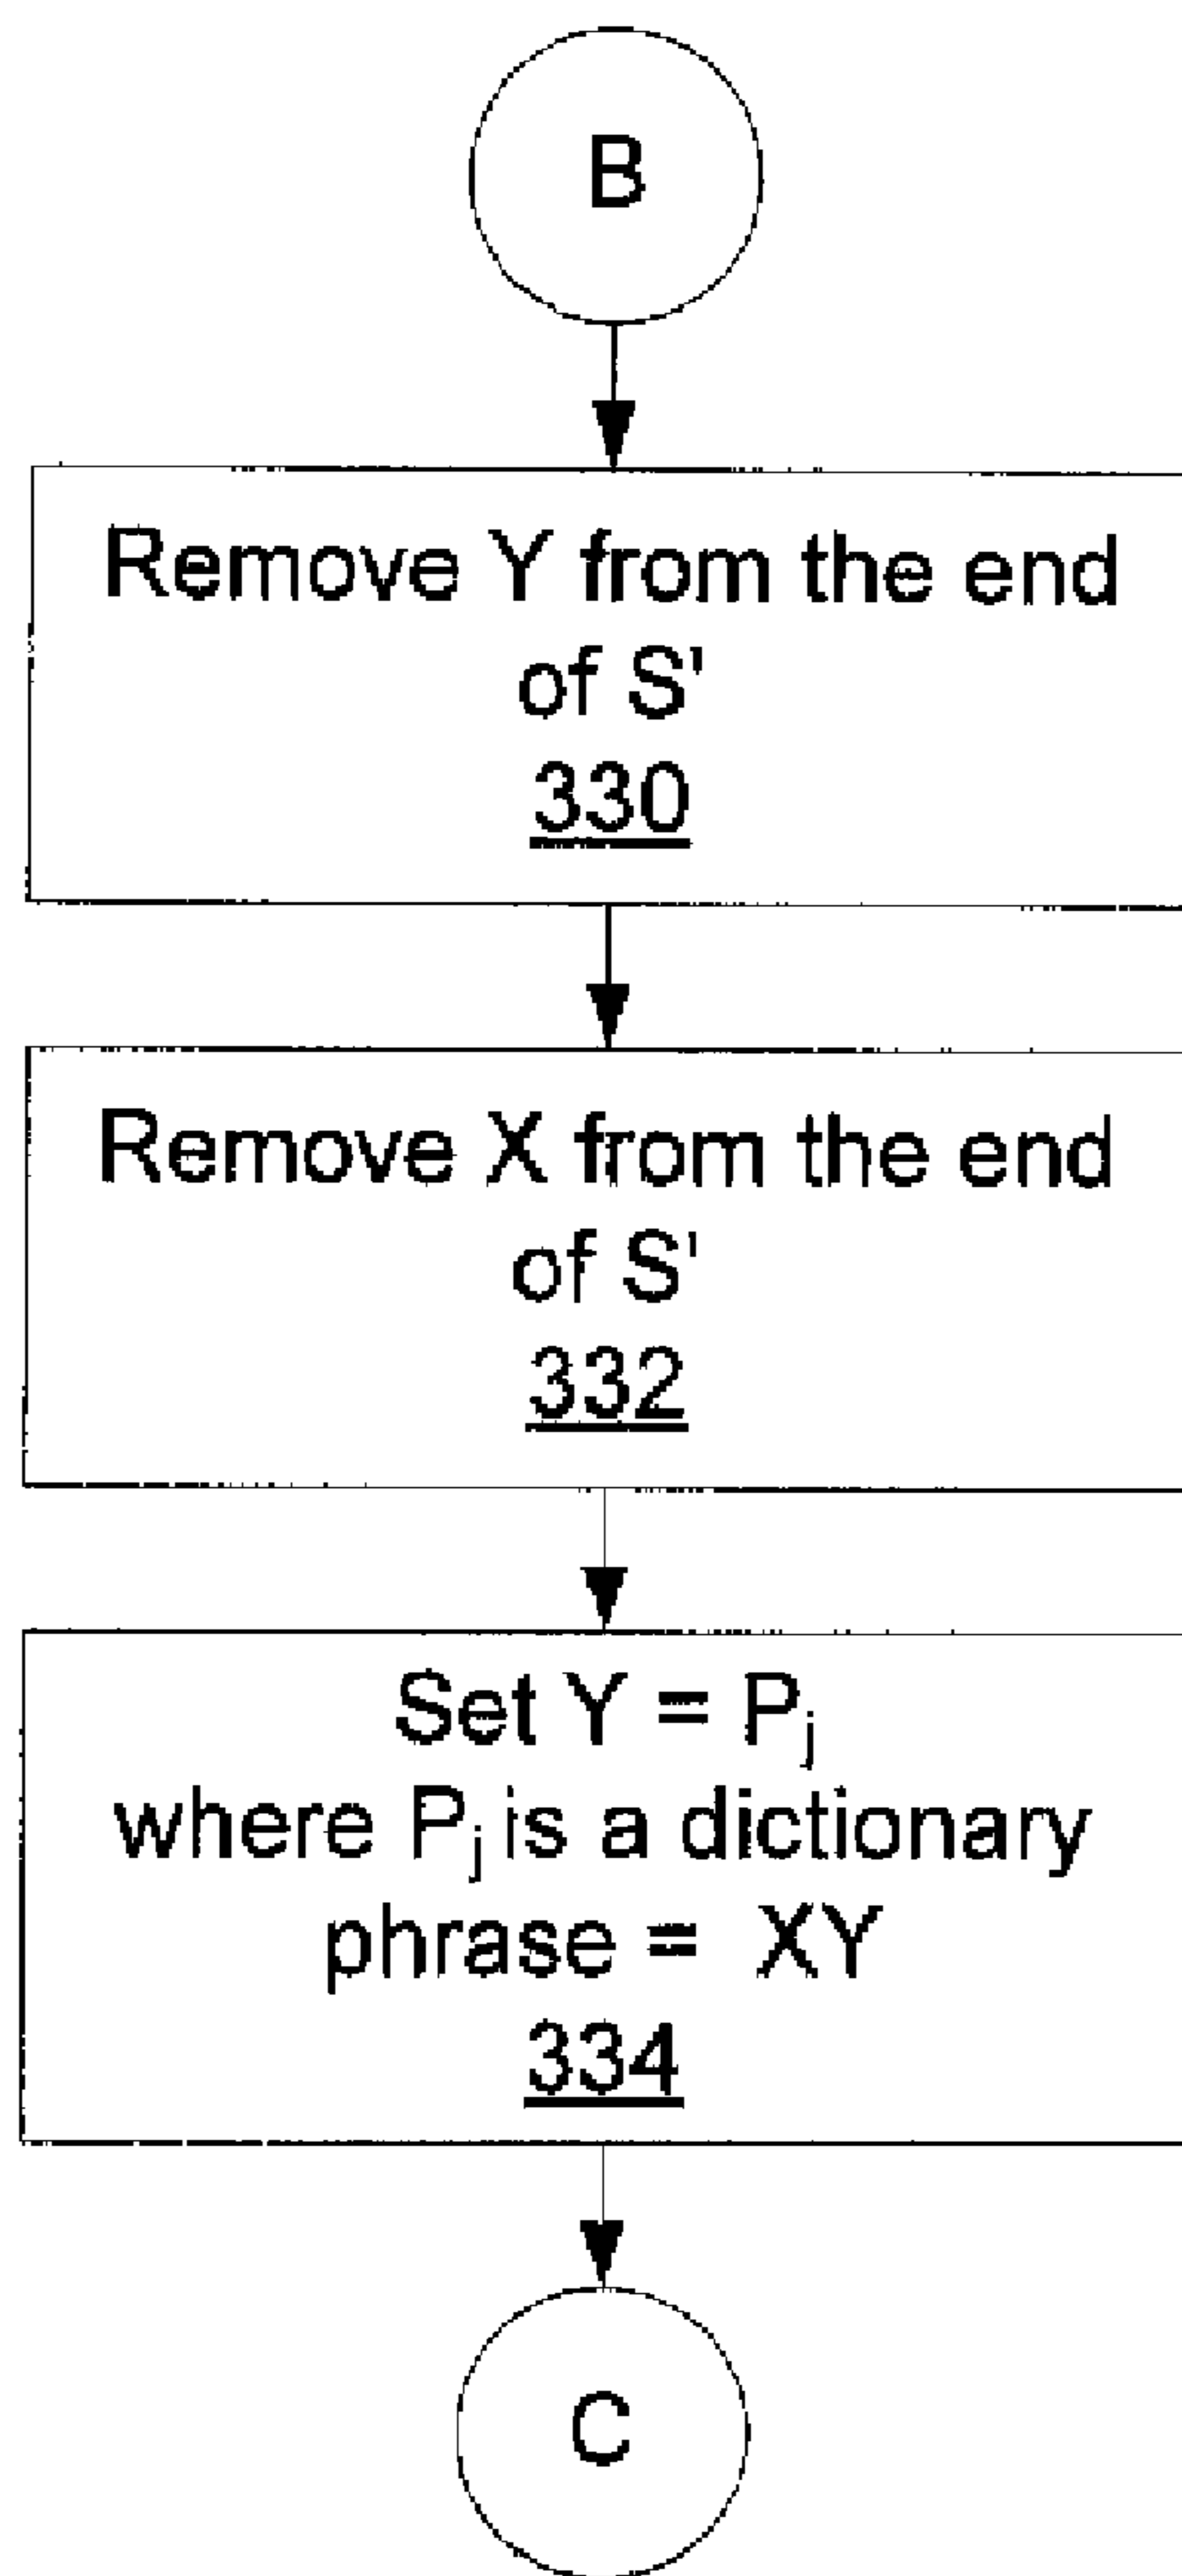 B
Remove Y from the end
of S'
330
Remove X from the end
of S'
332
Set Y = Pj
where Pj is a dictionary
phrase = XY
334
C